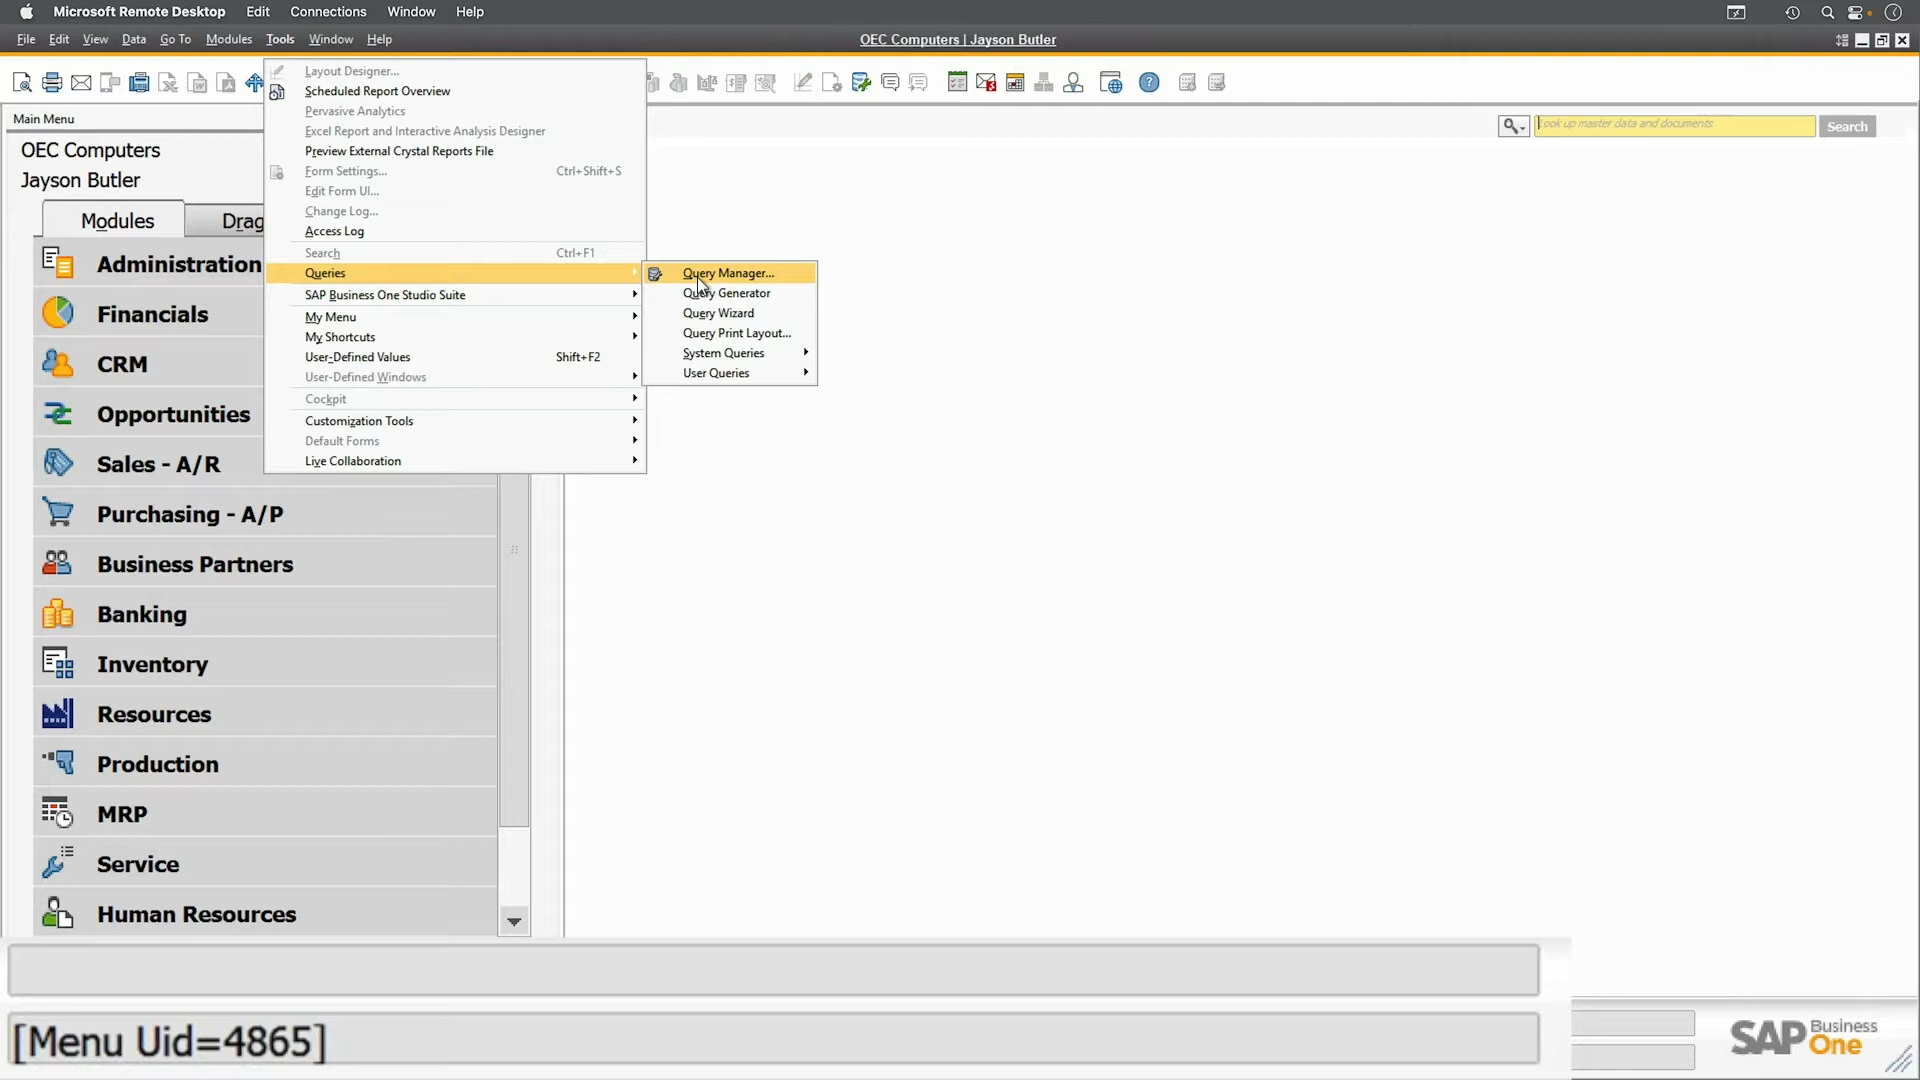 Microsoft Remote Desktop Edit Connections Window Help
File Edit View Data Go To Modules Tools Window Help
OEC Computers | Jayson Butler
Layout Designer...
Scheduled Report Overview
Pervasive Analytics
Excel Report and Interactive Analysis Designer
Preview External Crystal Reports File
Form Settings... Ctrl+Shift+S
Edit Form UI...
Change Log...
Access Log
Search Ctrl+F1
Queries
SAP Business One Studio Suite
My Menu
My Shortcuts
User-Defined Values Shift+F2
User-Defined Windows
Cockpit
Customization Tools
Default Forms
Live Collaboration
Query Manager...
Query Generator
Query Wizard
Query Print Layout...
System Queries
User Queries
Main Menu
look up master data and documents
Search
OEC Computers
Jayson Butler
Modules
Drag
Administration
Financials
CRM
Opportunities
Sales - A/R
Purchasing - A/P
Business Partners
Banking
Inventory
Resources
Production
MRP
Service
Human Resources
[Menu Uid=4865]
SAP Business One